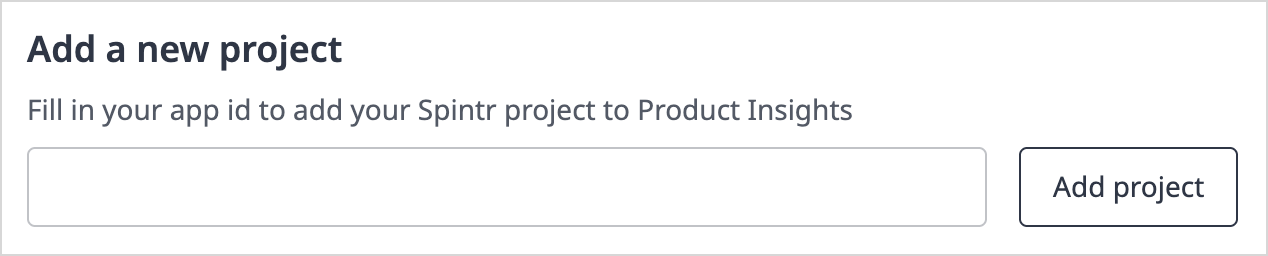 Add a new project
Fill in your app id to add your Spintr project to Product Insights
Add project